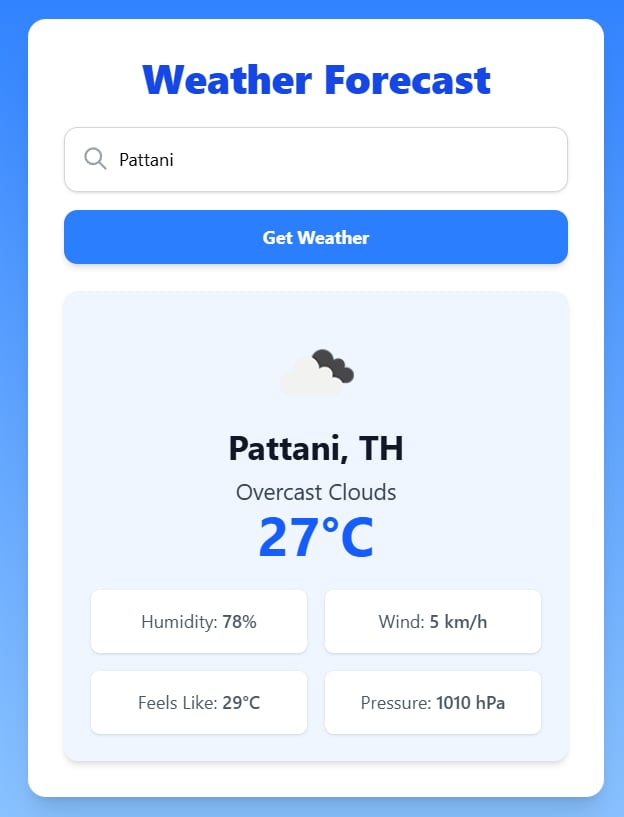 Weather Forecast
Pattani
Get Weather
Pattani, TH
Overcast Clouds
27°C
Humidity: 78%
Wind: 5 km/h
Feels Like: 29°C
Pressure: 1010 hPa